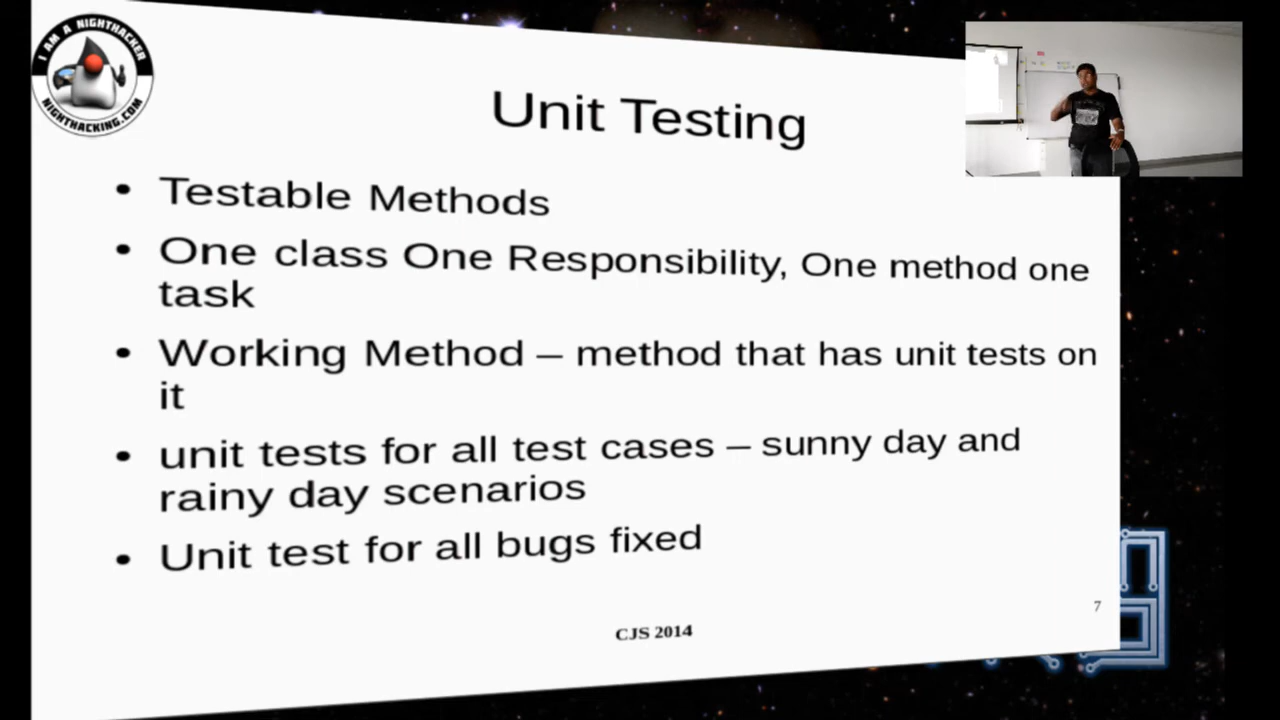 I AM A NIGHTHACKER
NIGHTHACKING.COM
Unit Testing
• Testable Methods
• One class One Responsibility, One method one
task
• Working Method – method that has unit tests on
it
• unit tests for all test cases – sunny day and
rainy day scenarios
• Unit test for all bugs fixed
7
CJS 2014